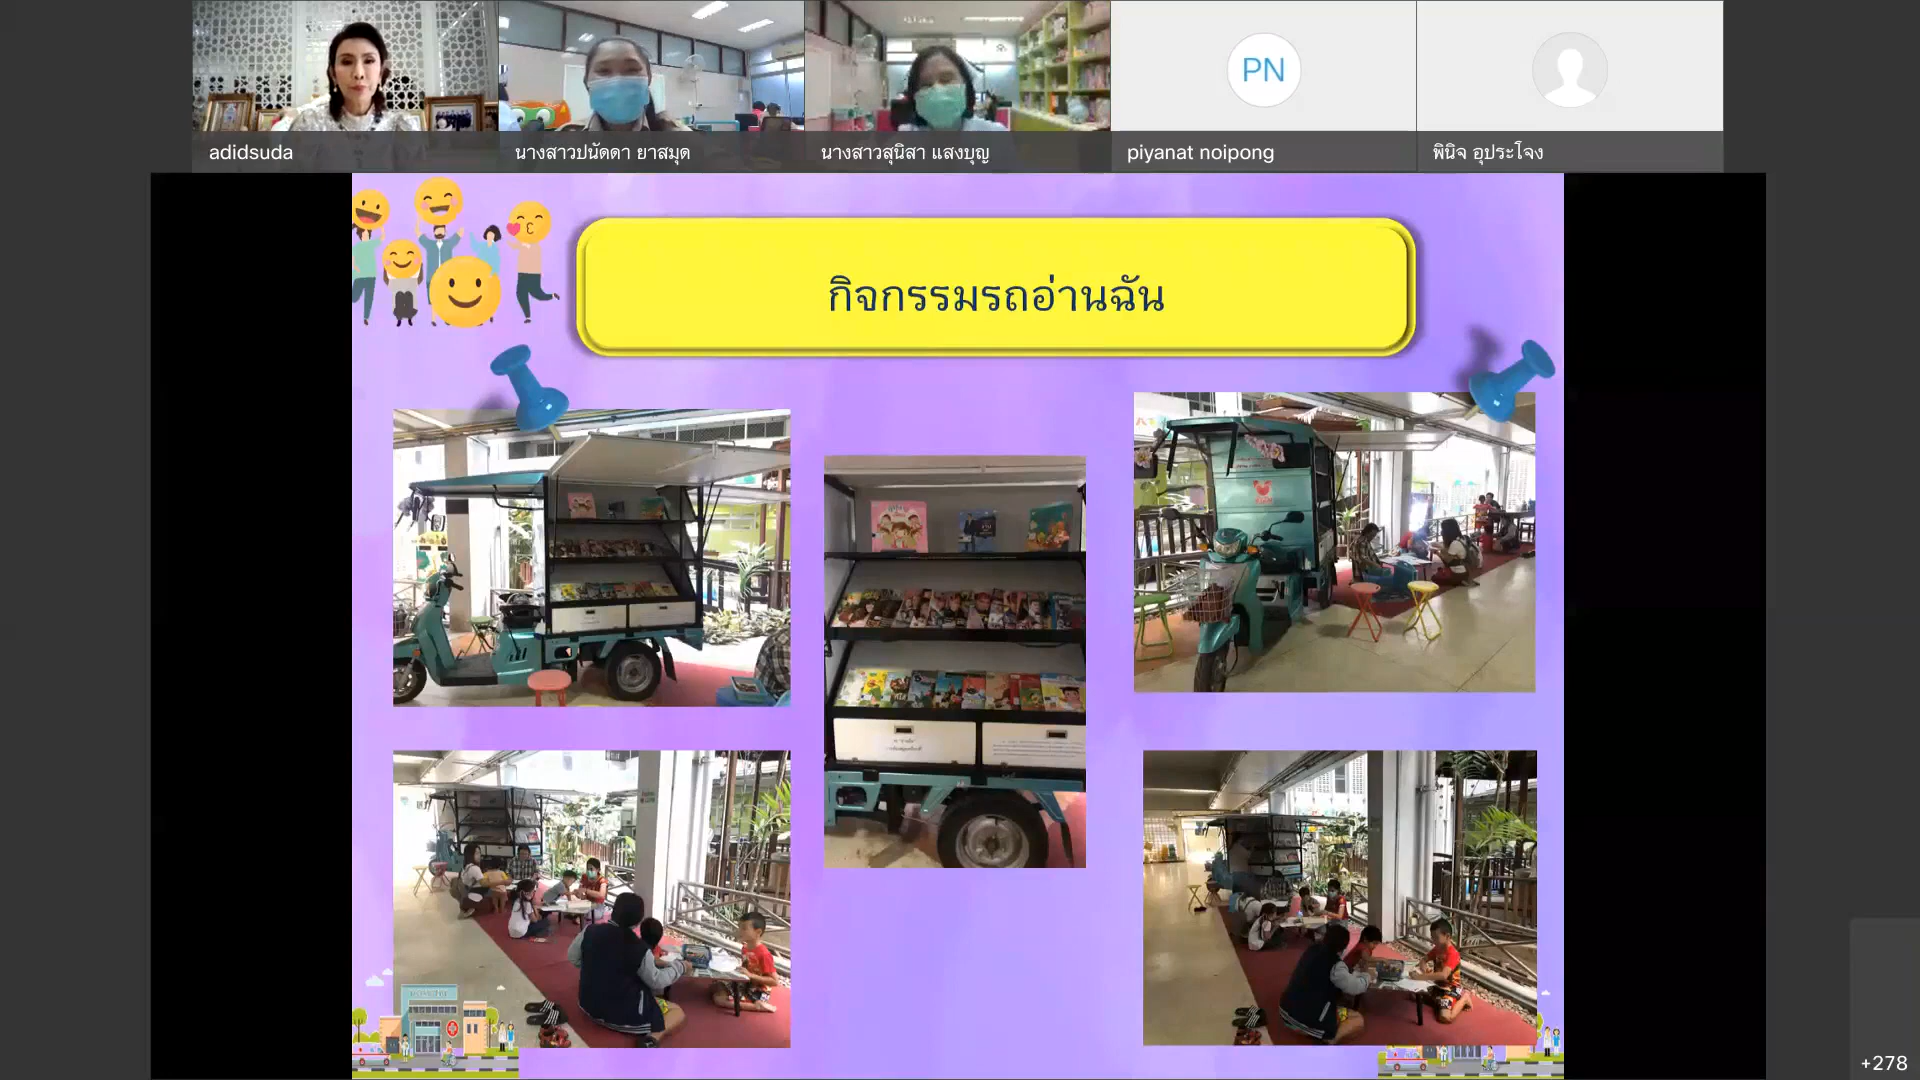 adidsuda
นางสาวปนัดดา ยาสมุด
นางสาวสุนิสา แสงบุญ
PN
piyanat noipong
พินิจ อุประโจง
กิจกรรมรถอ่านฉัน
+278